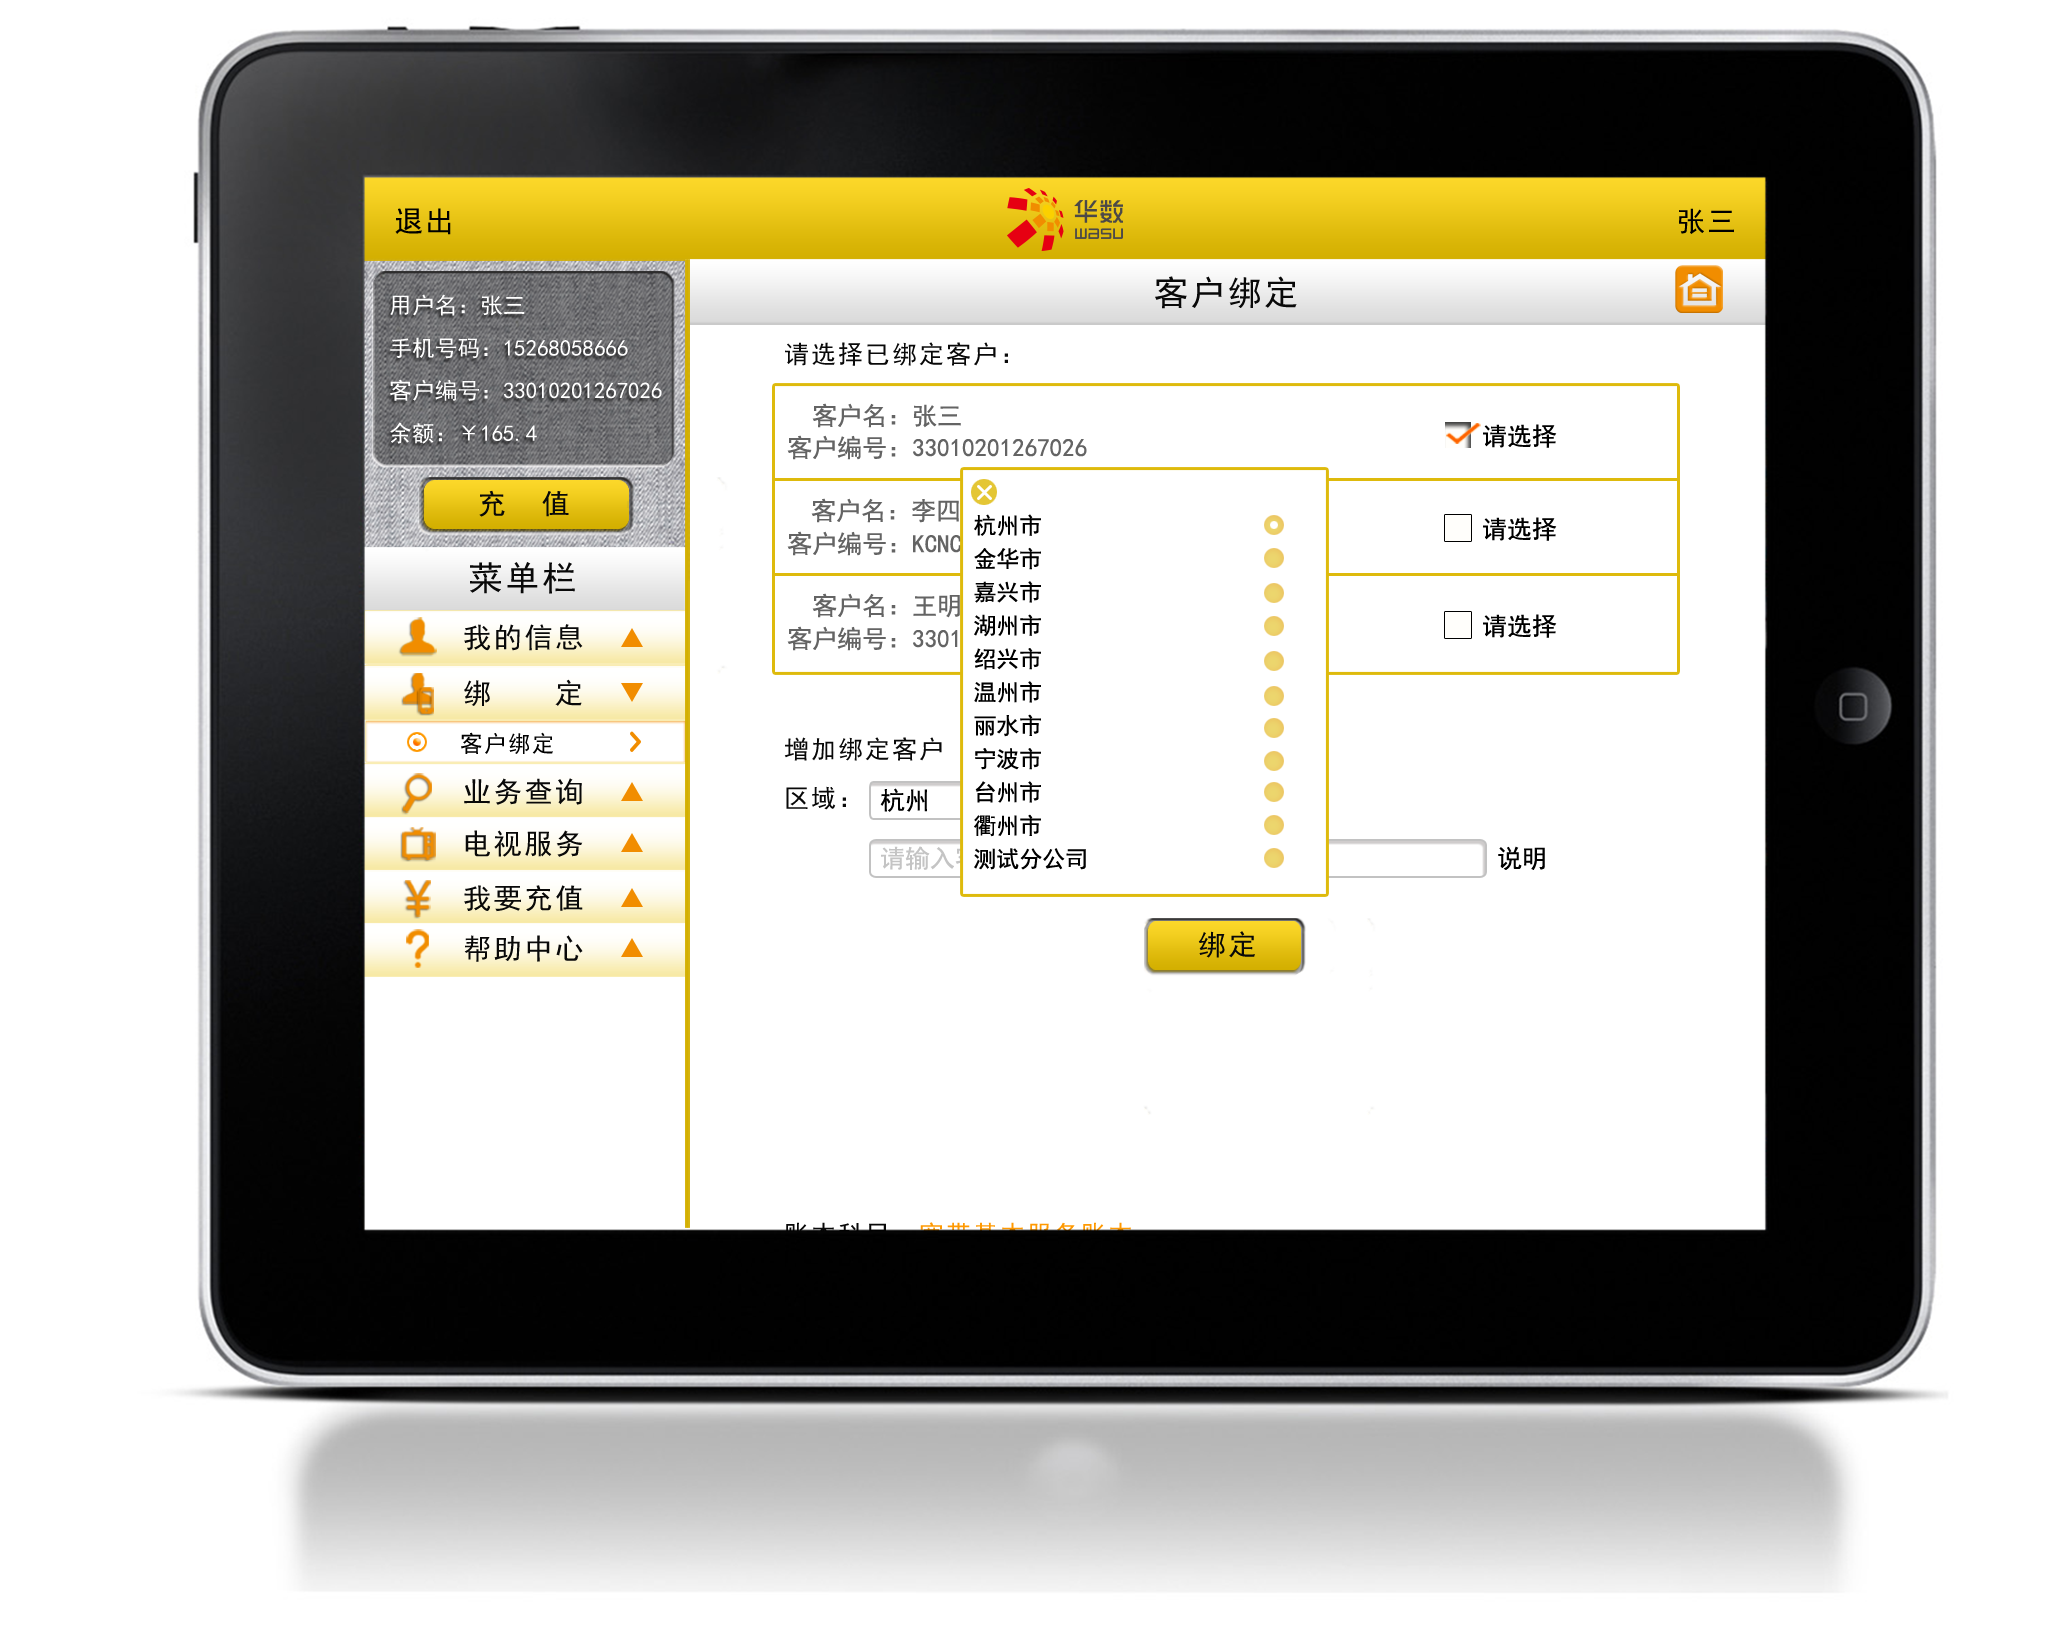 退出
华数
wasu
张三
用户名：张三
手机号码：15268058666
客户编号：33010201267026
余额：￥165.4
充 值
菜单栏
我的信息
绑 定
客户绑定
业务查询
电视服务
我要充值
帮助中心
客户绑定
请选择已绑定客户：
客户名：张三
客户编号：33010201267026
请选择
客户名：李四
客户编号：KCNC
请选择
客户名：王明
客户编号：3301
请选择
杭州市
金华市
嘉兴市
湖州市
绍兴市
温州市
丽水市
宁波市
台州市
衢州市
测试分公司
增加绑定客户
区域：
杭州
请输入
说明
绑定